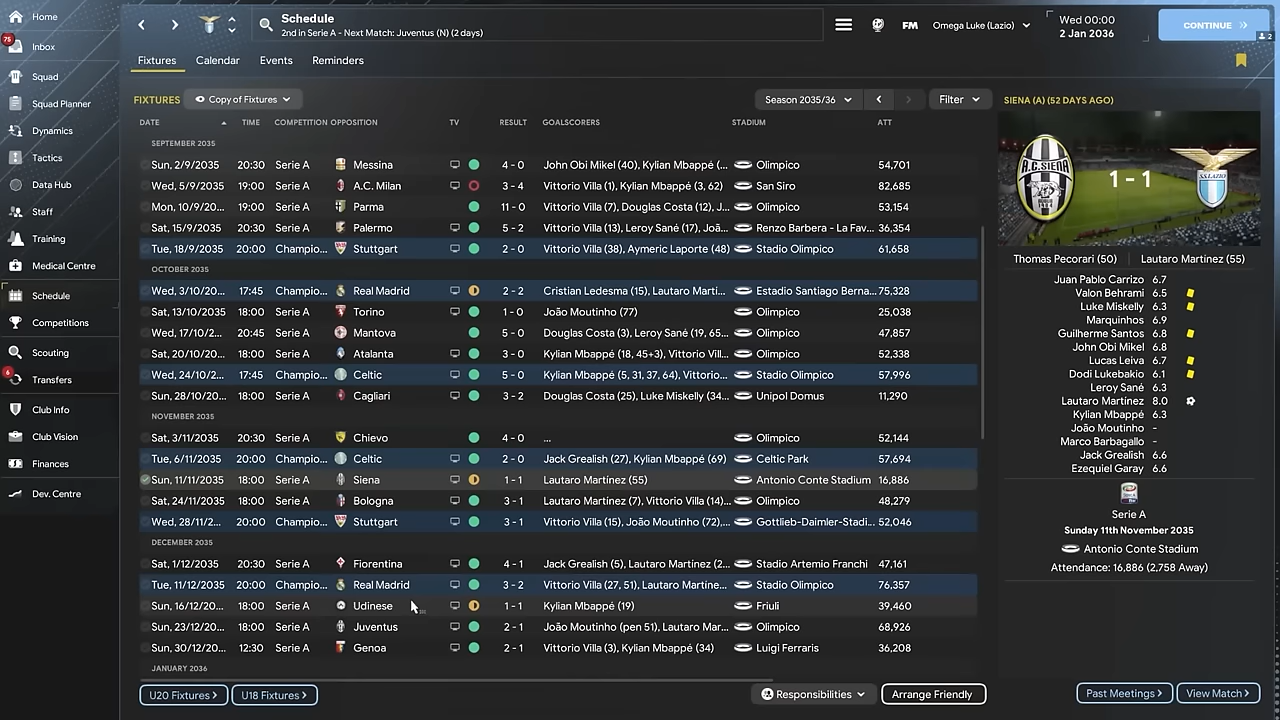 Home
75
Inbox
Squad
Squad Planner
Dynamics
Tactics
Data Hub
Staff
Training
Medical Centre
Schedule
Competitions
Scouting
6
Transfers
Club Info
Club Vision
Finances
Dev. Centre
Schedule
2nd in Serie A - Next Match: Juventus (N) (2 days)
FM
Omega Luke (Lazio)
Wed 00:00
2 Jan 2036
CONTINUE
2
Fixtures Calendar Events Reminders
FIXTURES Copy of Fixtures Season 2035/36 Filter
DATE TIME COMPETITION OPPOSITION TV RESULT GOALSCORERS STADIUM ATT
SEPTEMBER 2035
Sun, 2/9/2035 20:30 Serie A Messina 4 - 0 John Obi Mikel (40), Kylian Mbappé (... Olimpico 54,701
Wed, 5/9/2035 19:00 Serie A A.C. Milan 3 - 4 Vittorio Villa (1), Kylian Mbappé (3, 62) San Siro 82,685
Mon, 10/9/20... 19:00 Serie A Parma 11 - 0 Vittorio Villa (7), Douglas Costa (12), J... Olimpico 53,154
Sat, 15/9/2035 20:30 Serie A Palermo 5 - 2 Vittorio Villa (13), Leroy Sané (17), Joã... Renzo Barbera - La Fav... 36,354
Tue, 18/9/2035 20:00 Champio... Stuttgart 2 - 0 Vittorio Villa (38), Aymeric Laporte (48) Stadio Olimpico 61,658
OCTOBER 2035
Wed, 3/10/20... 17:45 Champio... Real Madrid 2 - 2 Cristian Ledesma (15), Lautaro Marti... Estadio Santiago Berna... 75,328
Sat, 13/10/20... 18:00 Serie A Torino 1 - 0 João Moutinho (77) Olimpico 25,038
Wed, 17/10/2... 20:45 Serie A Mantova 5 - 0 Douglas Costa (3), Leroy Sané (19, 65... Olimpico 47,857
Sat, 20/10/20... 18:00 Serie A Atalanta 3 - 0 Kylian Mbappé (18, 45+3), Vittorio Vill... Olimpico 52,338
Wed, 24/10/2... 17:45 Champio... Celtic 5 - 0 Kylian Mbappé (5, 31, 37, 64), Vittorio... Stadio Olimpico 57,996
Sun, 28/10/20... 18:00 Serie A Cagliari 3 - 2 Douglas Costa (25), Luke Miskelly (34... Unipol Domus 11,290
NOVEMBER 2035
Sat, 3/11/2035 20:30 Serie A Chievo 4 - 0 ... Olimpico 52,144
Tue, 6/11/2035 20:00 Champio... Celtic 2 - 0 Jack Grealish (27), Kylian Mbappé (69) Celtic Park 57,694
Sun, 11/11/2035 18:00 Serie A Siena 1 - 1 Lautaro Martínez (55) Antonio Conte Stadium 16,886
Sat, 24/11/2035 18:00 Serie A Bologna 3 - 1 Lautaro Martínez (7), Vittorio Villa (14)... Olimpico 48,279
Wed, 28/11/2... 20:00 Champio... Stuttgart 3 - 1 Vittorio Villa (15), João Moutinho (72),... Gottlieb-Daimler-Stadi... 52,046
DECEMBER 2035
Sat, 1/12/2035 20:30 Serie A Fiorentina 4 - 1 Jack Grealish (5), Lautaro Martínez (2... Stadio Artemio Franchi 47,161
Tue, 11/12/2035 20:00 Champio... Real Madrid 3 - 2 Vittorio Villa (27, 51), Lautaro Martíne... Stadio Olimpico 76,357
Sun, 16/12/20... 18:00 Serie A Udinese 1 - 1 Kylian Mbappé (19) Friuli 39,460
Sun, 23/12/20... 18:00 Serie A Juventus 2 - 1 João Moutinho (pen 51), Lautaro Mar... Olimpico 68,926
Sun, 30/12/20... 12:30 Serie A Genoa 2 - 1 Vittorio Villa (3), Kylian Mbappé (34) Luigi Ferraris 36,208
JANUARY 2036
U20 Fixtures > U18 Fixtures > Responsibilities Arrange Friendly
SIENA (A) (52 DAYS AGO)
A.C. SIENA
1 - 1
S.S. LAZIO
Thomas Pecorari (50) Lautaro Martínez (55)
Juan Pablo Carrizo 6.7
Valon Behrami 6.5
Luke Miskelly 6.3
Marquinhos 6.9
Guilherme Santos 6.8
John Obi Mikel 6.8
Lucas Leiva 6.7
Dodi Lukebakio 6.1
Leroy Sané 6.3
Lautaro Martínez 8.0
Kylian Mbappé 6.3
João Moutinho -
Marco Barbagallo -
Jack Grealish 6.6
Ezequiel Garay 6.6
Serie A
Sunday 11th November 2035
Antonio Conte Stadium
Attendance: 16,886 (2,758 Away)
Past Meetings > View Match >